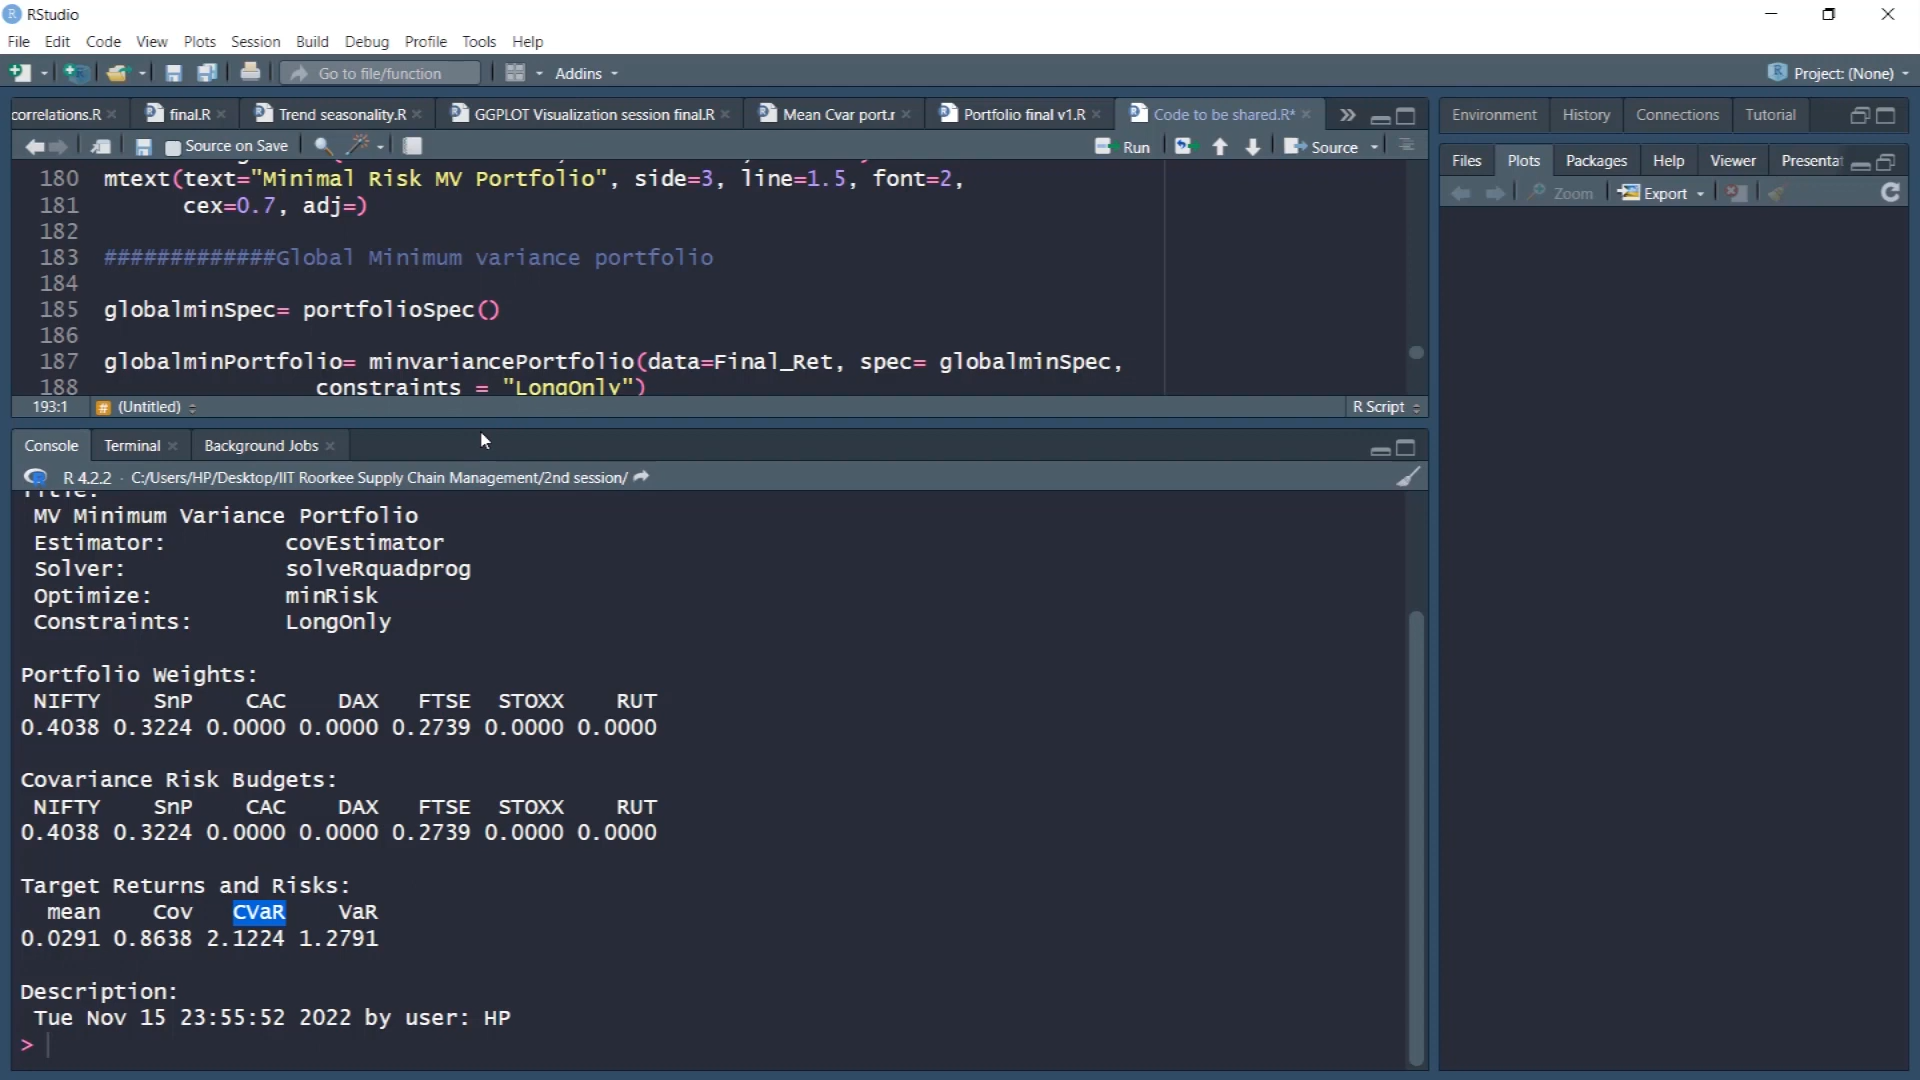 RStudio
File Edit Code View Plots Session Build Debug Profile Tools Help
Go to file/function Addins Project: (None)
correlations.R final.R Trend seasonality.R GGPLOT Visualization session final.R Mean Cvar port.r Portfolio final v1.R Code to be shared.R*
Source on Save Run Source
180 mtext(text="Minimal Risk MV Portfolio", side=3, line=1.5, font=2,
181 cex=0.7, adj=)
182
183 #############Global Minimum variance portfolio
184
185 globalminSpec= portfolioSpec()
186
187 globalminPortfolio= minvariancePortfolio(data=Final_Ret, spec= globalminSpec,
188 constraints = "LongOnly")
193:1 # (Untitled) R Script
Console Terminal Background Jobs
R 4.2.2 · C:/Users/HP/Desktop/IIT Roorkee Supply Chain Management/2nd session/
Title:
MV Minimum Variance Portfolio
Estimator: covEstimator
Solver: solveRquadprog
Optimize: minRisk
Constraints: LongOnly
Portfolio Weights:
NIFTY SnP CAC DAX FTSE STOXX RUT
0.4038 0.3224 0.0000 0.0000 0.2739 0.0000 0.0000
Covariance Risk Budgets:
NIFTY SnP CAC DAX FTSE STOXX RUT
0.4038 0.3224 0.0000 0.0000 0.2739 0.0000 0.0000
Target Returns and Risks:
mean Cov CVaR VaR
0.0291 0.8638 2.1224 1.2791
Description:
Tue Nov 15 23:55:52 2022 by user: HP
>
Environment History Connections Tutorial
Files Plots Packages Help Viewer Presentat
Zoom Export